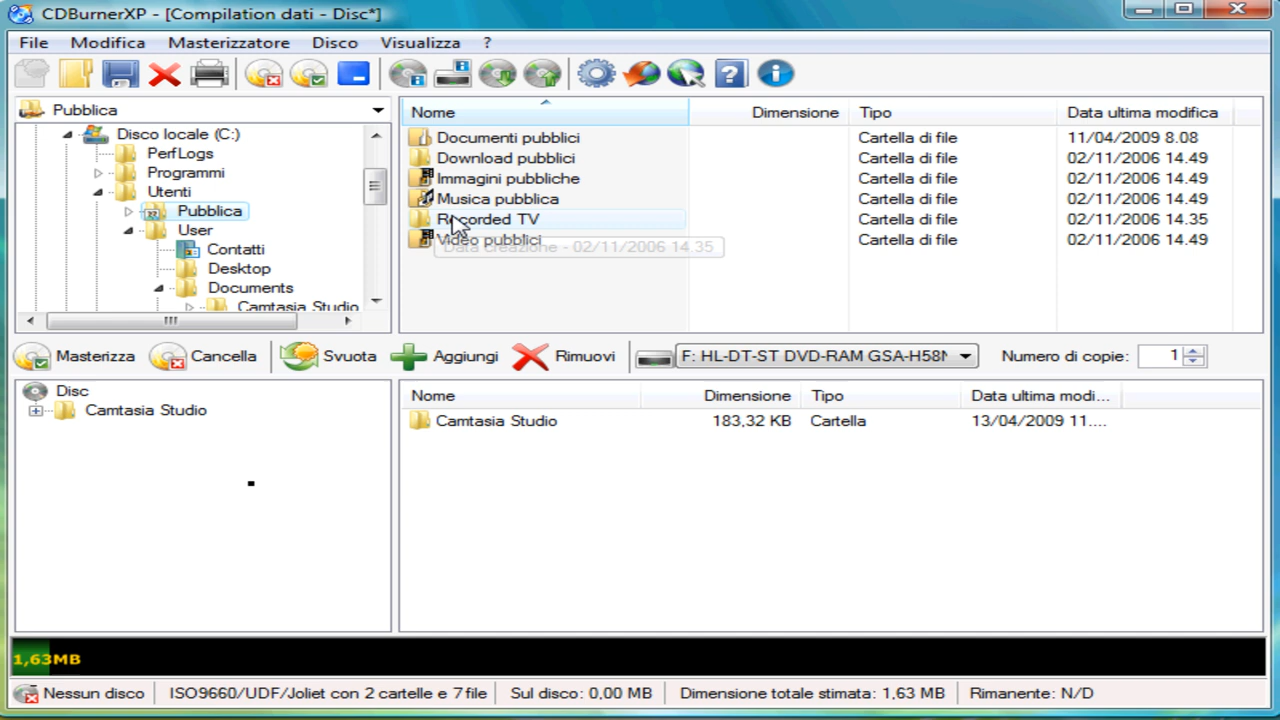 CDBurnerXP - [Compilation dati - Disc*]
File Modifica Masterizzatore Disco Visualizza ?
Pubblica
Disco locale (C:)
PerfLogs
Programmi
Utenti
Pubblica
User
Contatti
Desktop
Documents
Camtasia Studio
Nome Dimensione Tipo Data ultima modifica
Documenti pubblici Cartella di file 11/04/2009 8.08
Download pubblici Cartella di file 02/11/2006 14.49
Immagini pubbliche Cartella di file 02/11/2006 14.49
Musica pubblica Cartella di file 02/11/2006 14.49
Recorded TV Cartella di file 02/11/2006 14.35
Video pubblici Cartella di file 02/11/2006 14.49
Data creazione - 02/11/2006 14.35
Masterizza Cancella Svuota Aggiungi Rimuovi F: HL-DT-ST DVD-RAM GSA-H58N Numero di copie: 1
Disc
Camtasia Studio
Nome Dimensione Tipo Data ultima modi...
Camtasia Studio 183,32 KB Cartella 13/04/2009 11....
1,63MB
Nessun disco ISO9660/UDF/Joliet con 2 cartelle e 7 file Sul disco: 0,00 MB Dimensione totale stimata: 1,63 MB Rimanente: N/D